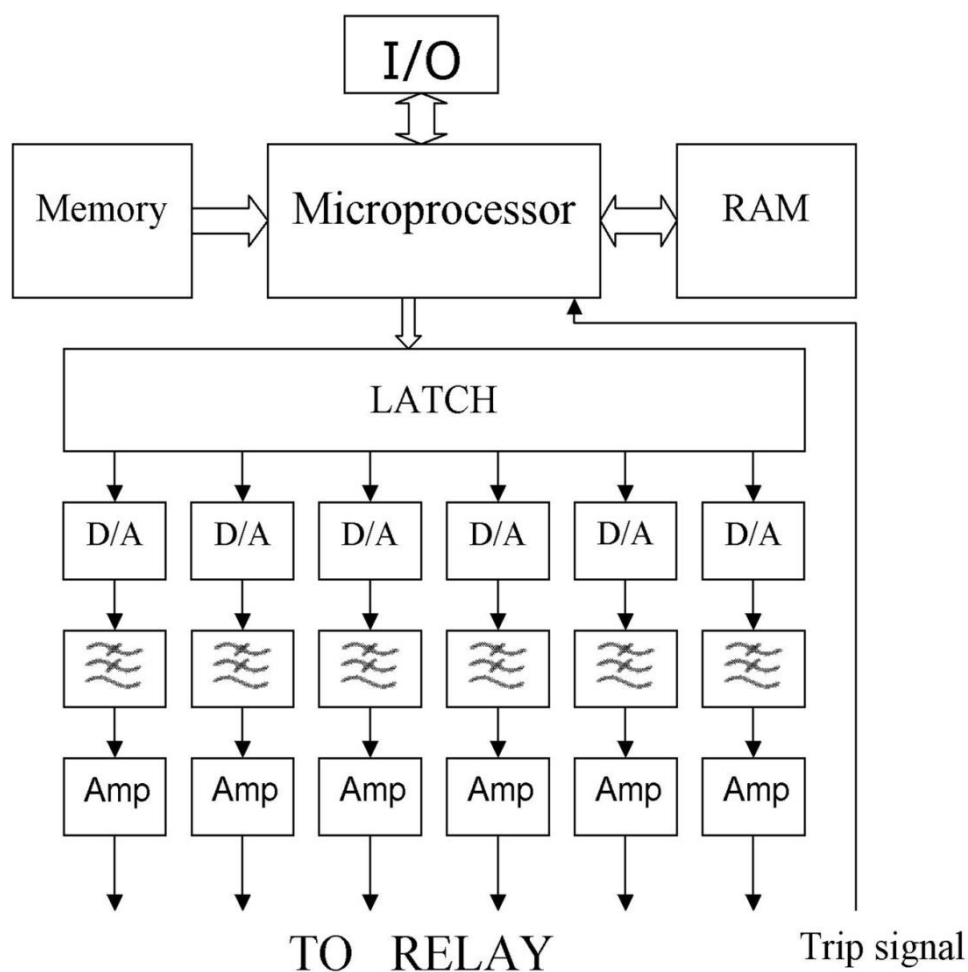 I/O
Memory
Microprocessor
RAM
LATCH
D/A D/A D/A D/A D/A D/A
Amp Amp Amp Amp Amp Amp
TO RELAY
Trip signal